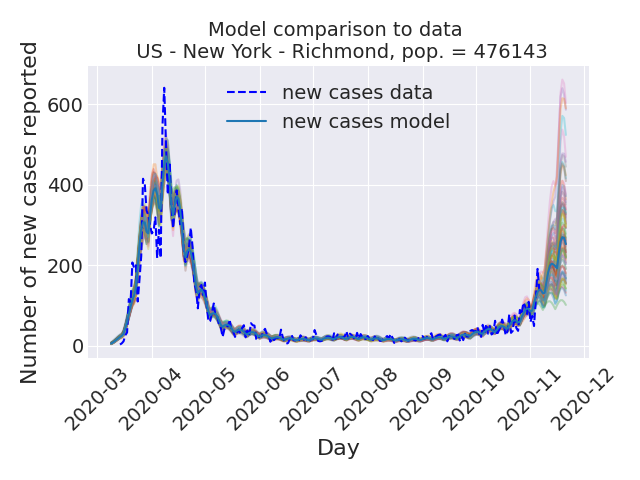 Model comparison to data
US - New York - Richmond, pop. = 476143
Number of new cases reported
600
400
200
0
new cases data
new cases model
2020-03
2020-04
2020-05
2020-06
2020-07
2020-08
2020-09
2020-10
2020-11
2020-12
Day